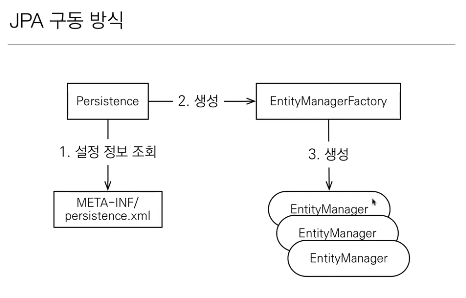 JPA 구동 방식
Persistence
2. 생성
EntityManagerFactory
1. 설정 정보 조회
3. 생성
META-INF/
persistence.xml
EntityManager
EntityManager
EntityManager